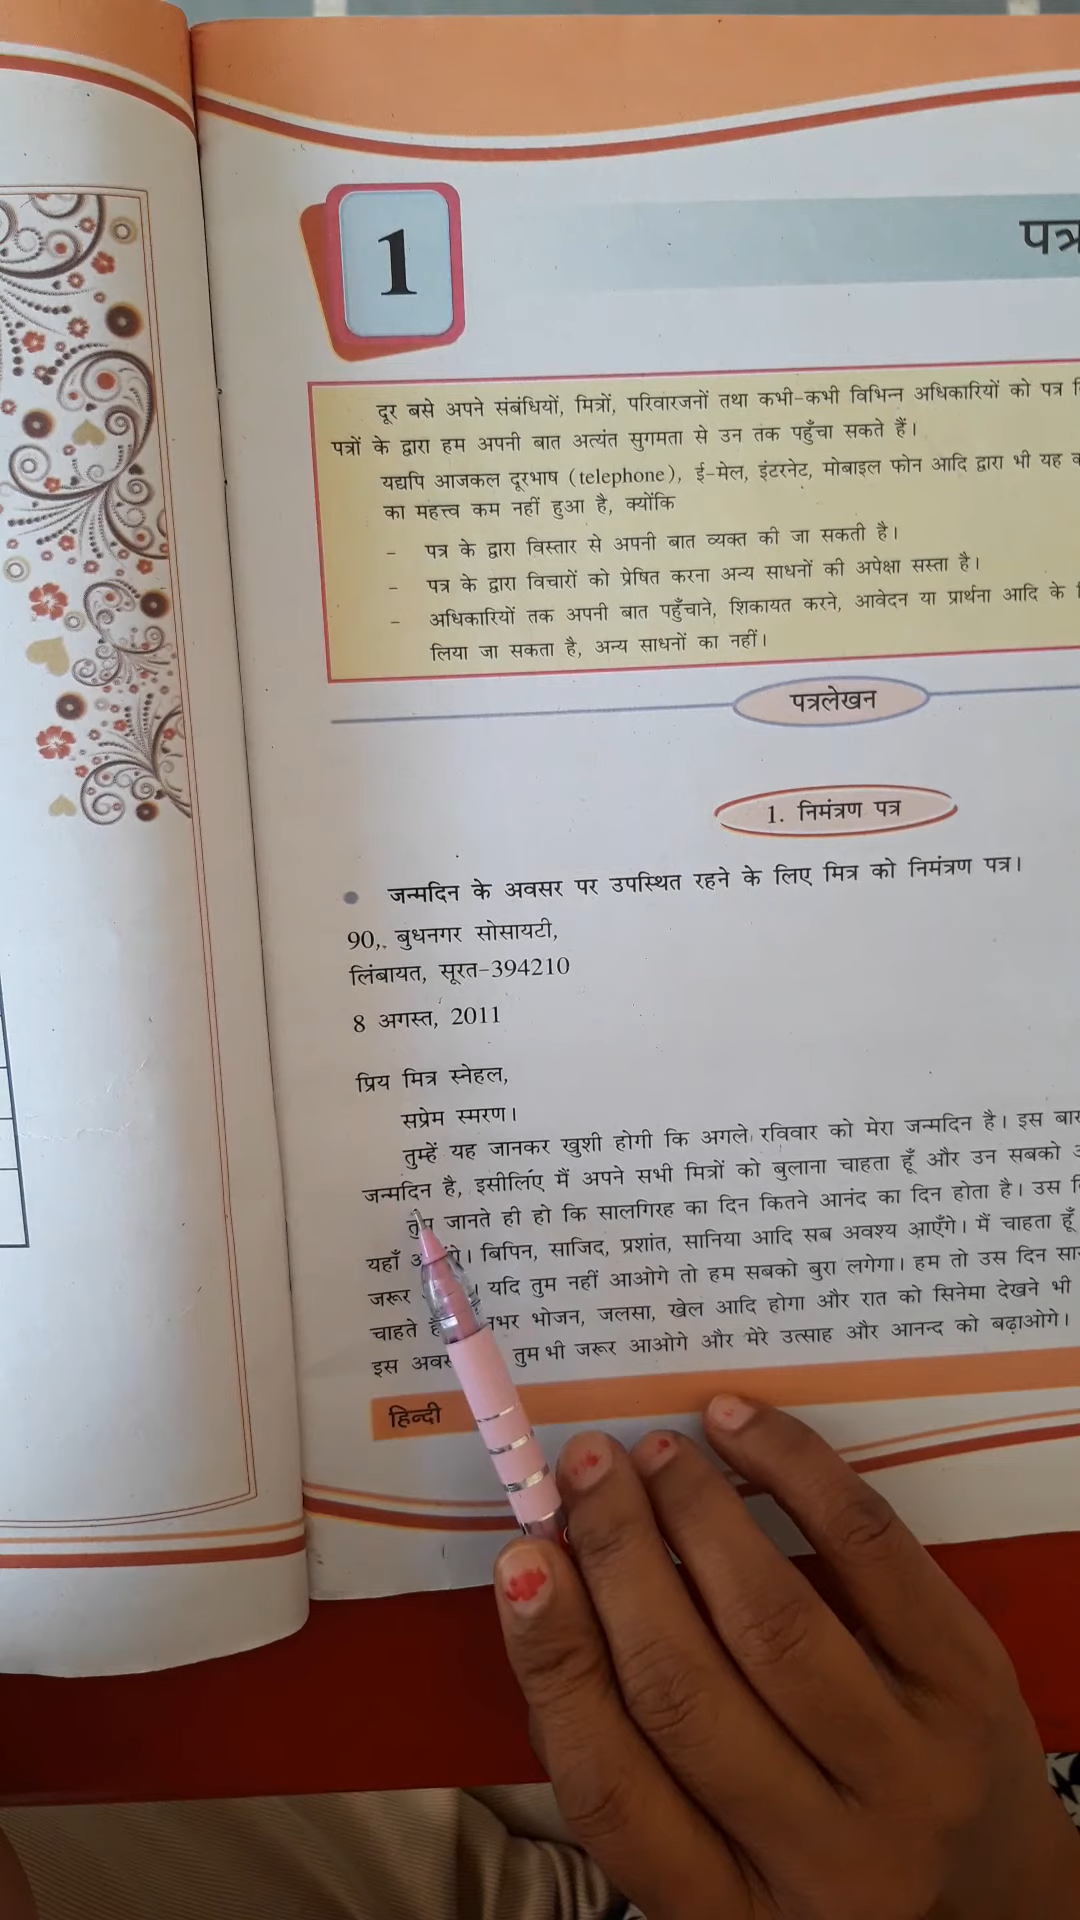 1
दूर बसे अपने संबंधियों, मित्रों, परिवारजनों तथा कभी-कभी विभिन्न अधिकारियों को पत्र
पत्रों के द्वारा हम अपनी बात अत्यंत सुगमता से उन तक पहुँचा सकते हैं।
यद्यपि आजकल दूरभाष (telephone), ई-मेल, इंटरनेट, मोबाइल फोन आदि द्वारा भी यह
का महत्त्व कम नहीं हुआ है, क्योंकि
– पत्र के द्वारा विस्तार से अपनी बात व्यक्त की जा सकती है।
– पत्र के द्वारा विचारों को प्रेषित करना अन्य साधनों की अपेक्षा सस्ता है।
– अधिकारियों तक अपनी बात पहुँचाने, शिकायत करने, आवेदन या प्रार्थना आदि के
लिया जा सकता है, अन्य साधनों का नहीं।
पत्रलेखन
1. निमंत्रण पत्र
● जन्मदिन के अवसर पर उपस्थित रहने के लिए मित्र को निमंत्रण पत्र।
90, बुधनगर सोसायटी,
लिंबायत, सूरत-394210
8 अगस्त, 2011
प्रिय मित्र स्नेहल,
सप्रेम स्मरण।
तुम्हें यह जानकर खुशी होगी कि अगले रविवार को मेरा जन्मदिन है। इस
जन्मदिन है, इसीलिए मैं अपने सभी मित्रों को बुलाना चाहता हूँ और उन सबको
जानते ही हो कि सालगिरह का दिन कितने आनंद का दिन होता है। उस
यहाँ बिपिन, साजिद, प्रशांत, सानिया आदि सब अवश्य आएँगे। मैं चाहता हूँ
जरूर यदि तुम नहीं आओगे तो हम सबको बुरा लगेगा। हम तो उस दिन
चाहते भोजन, जलसा, खेल आदि होगा और रात को सिनेमा देखने भी
इस तुम भी जरूर आओगे और मेरे उत्साह और आनन्द को बढ़ाओगे।
हिन्दी